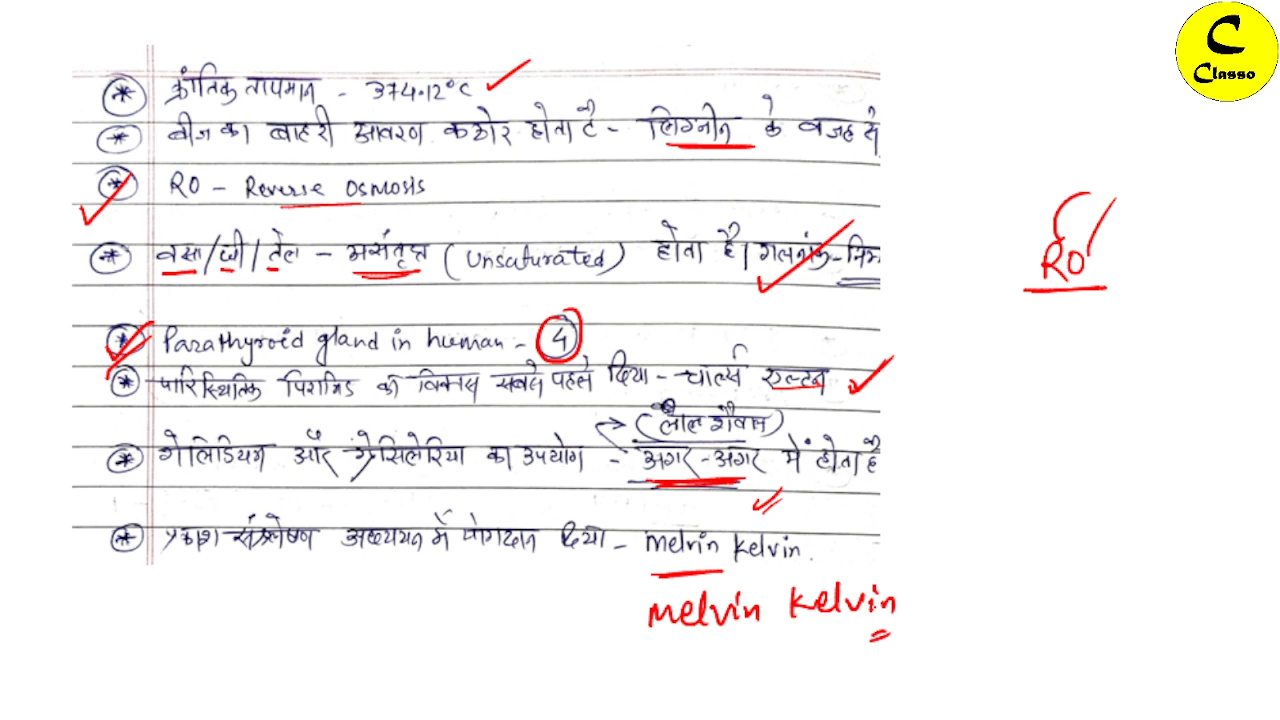 C
Classo
क्रांतिक तापमान - 374.12°C
बीज का बाहरी आवरण कठोर होता है - लिग्नीन के वजह से
RO - Reverse Osmosis
वसा/घी/तेल - असंतृप्त (Unsaturated) होता है। गलनांक - निम्न
RO
Parathyroid gland in human - 4
पारिस्थितिक पिरामिड की विकास सबसे पहले दिया - चार्ल्स एल्टन
(लाल शैवाल)
गेलिडियम और ग्रेसिलेरिया का उपयोग - अगर-अगर में होता है
प्रकाश संश्लेषण अध्ययन में योगदान दिया - melvin kelvin.
melvin kelvin